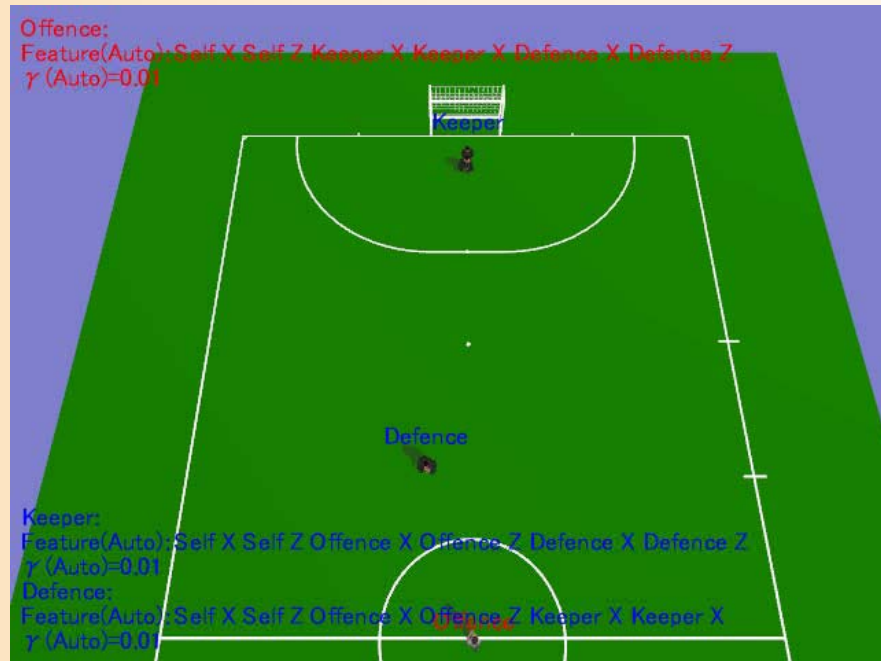 Offence:
Feature(Auto):Self X Self Z Keeper X Keeper X Defence X Defence Z
γ(Auto)=0.01
Keeper
Defence
Keeper:
Feature(Auto):Self X Self Z Offence X Offence Z Defence X Defence Z
γ(Auto)=0.01
Defence:
Feature(Auto):Self X Self Z Offence X Offence Z Keeper X Keeper X
γ(Auto)=0.01